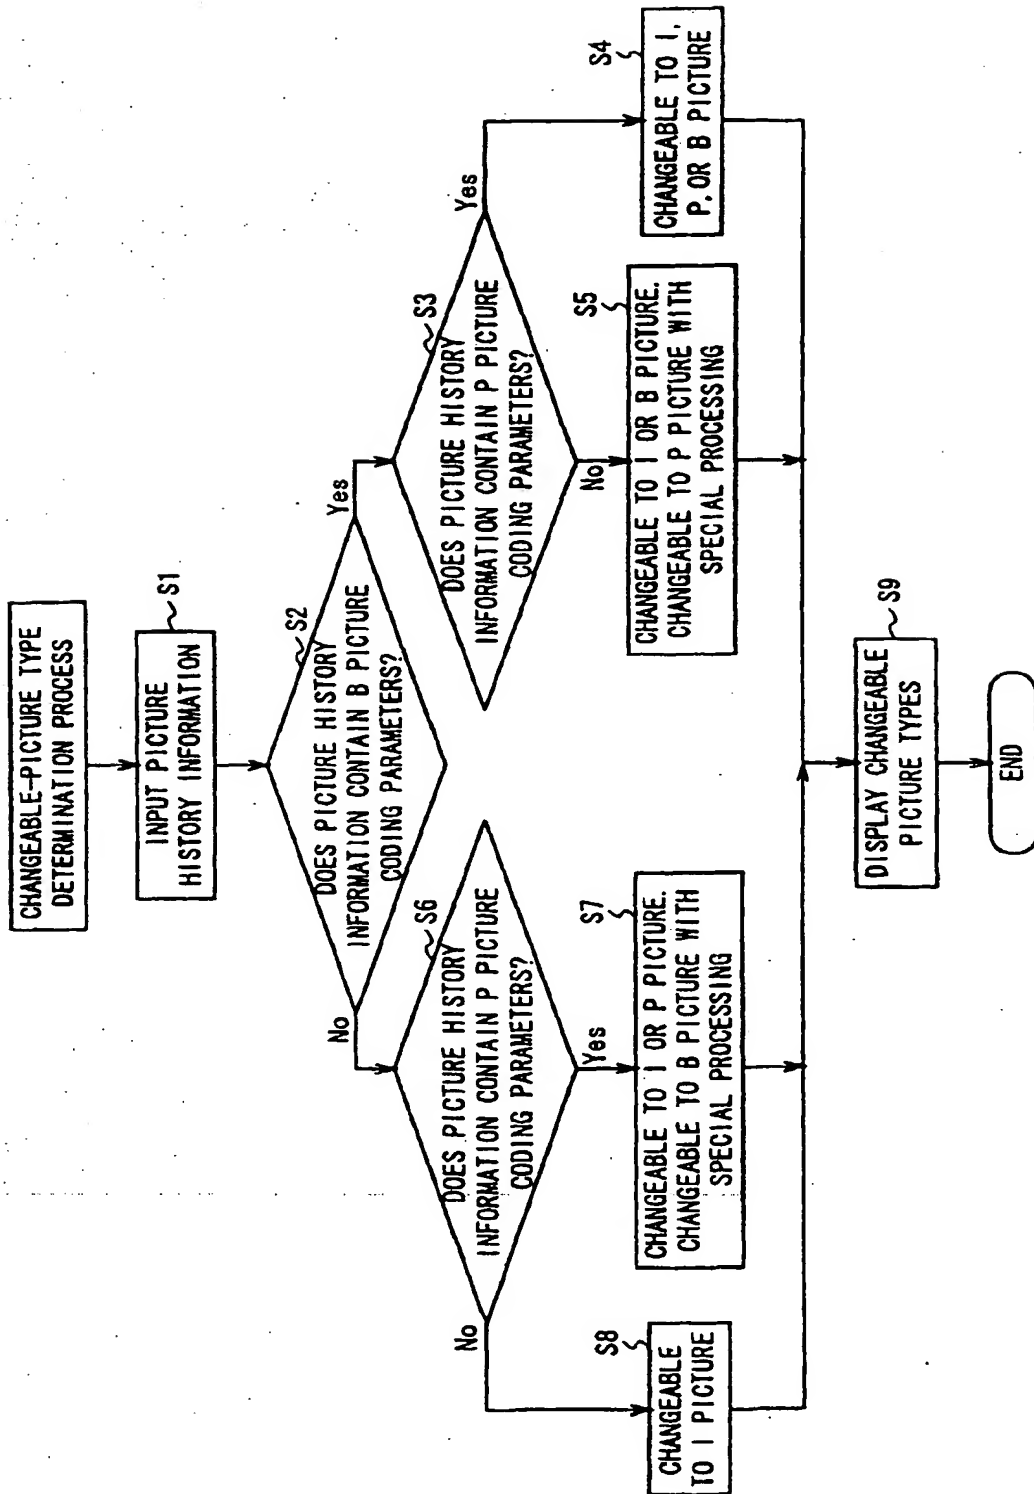 CHANGEABLE-PICTURE TYPE
DETERMINATION PROCESS
S1
INPUT PICTURE
HISTORY INFORMATION
S2
DOES PICTURE HISTORY
INFORMATION CONTAIN B PICTURE
CODING PARAMETERS?
No
Yes
S6
DOES PICTURE HISTORY
INFORMATION CONTAIN P PICTURE
CODING PARAMETERS?
No
Yes
S3
DOES PICTURE HISTORY
INFORMATION CONTAIN P PICTURE
CODING PARAMETERS?
Yes
No
S8
CHANGEABLE
TO I PICTURE
S7
CHANGEABLE TO I OR P PICTURE.
CHANGEABLE TO B PICTURE WITH
SPECIAL PROCESSING
S5
CHANGEABLE TO I OR B PICTURE.
CHANGEABLE TO P PICTURE WITH
SPECIAL PROCESSING
S4
CHANGEABLE TO I,
P, OR B PICTURE
S9
DISPLAY CHANGEABLE
PICTURE TYPES
END